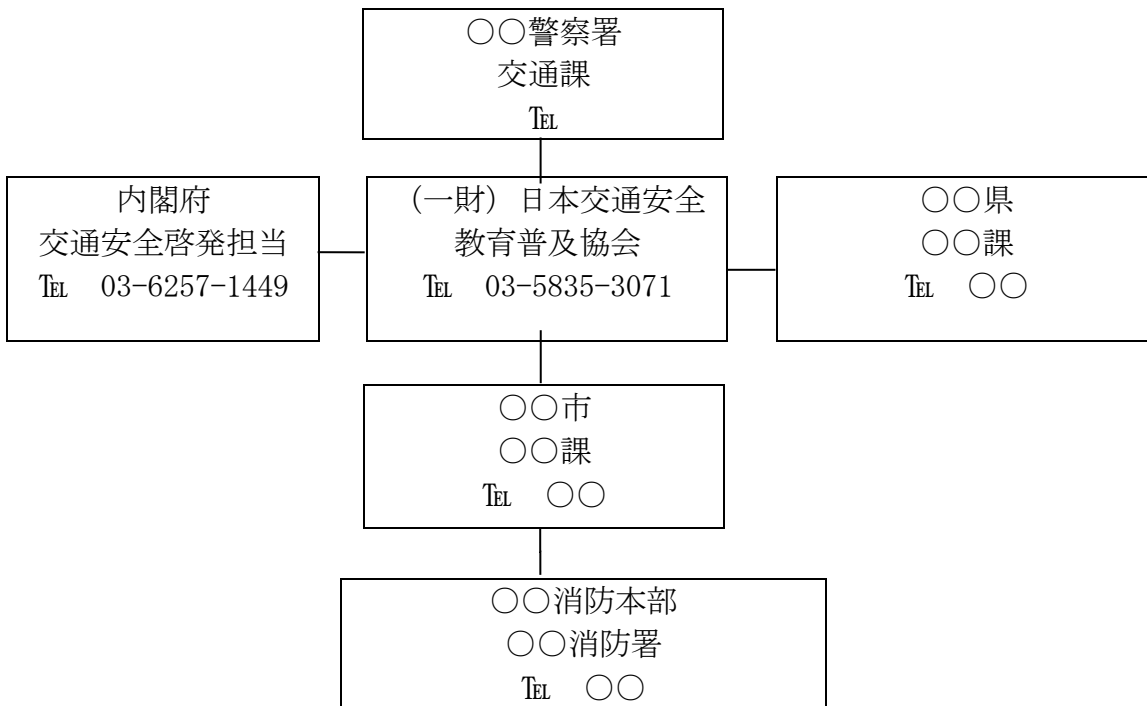 ○○警察署
交通課
℡
内閣府
交通安全啓発担当
℡　03-6257-1449
(一財）日本交通安全
教育普及協会
℡　03-5835-3071
○○県
○○課
℡　○○
○○市
○○課
℡　○○
○○消防本部
○○消防署
℡　○○